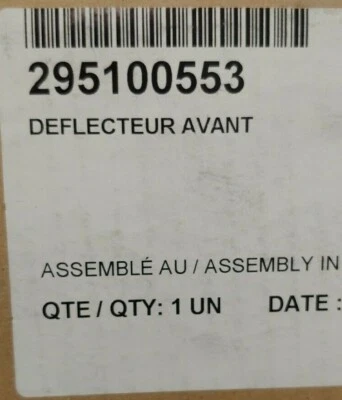 295100553
DEFLECTEUR AVANT
ASSEMBLÉ AU / ASSEMBLY IN
QTE / QTY: 1 UN DATE :